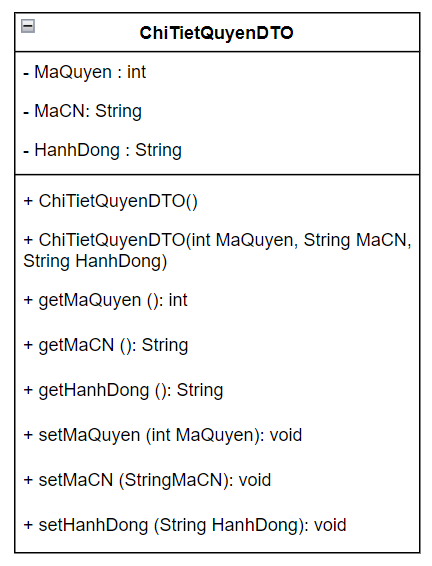 ChiTietQuyenDTO
- MaQuyen : int
- MaCN: String
- HanhDong : String
+ ChiTietQuyenDTO()
+ ChiTietQuyenDTO(int MaQuyen, String MaCN,
String HanhDong)
+ getMaQuyen (): int
+ getMaCN (): String
+ getHanhDong (): String
+ setMaQuyen (int MaQuyen): void
+ setMaCN (StringMaCN): void
+ setHanhDong (String HanhDong): void